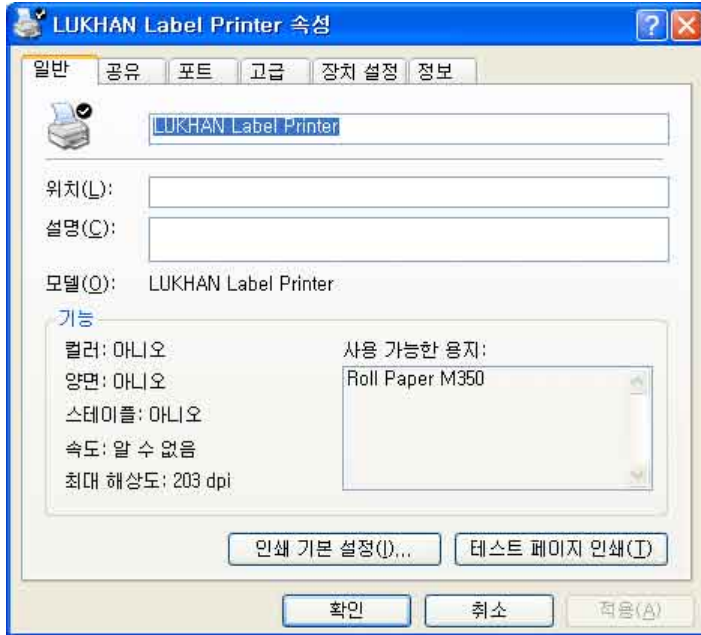 LUKHAN Label Printer 속성
일반 공유 포트 고급 장치 설정 정보
LUKHAN Label Printer
위치(L):
설명(C):
모델(O): LUKHAN Label Printer
기능
컬러: 아니오 사용 가능한 용지:
양면: 아니오 Roll Paper M350
스테이플: 아니오
속도: 알 수 없음
최대 해상도: 203 dpi
인쇄 기본 설정(I)... 테스트 페이지 인쇄(T)
확인 취소 적용(A)